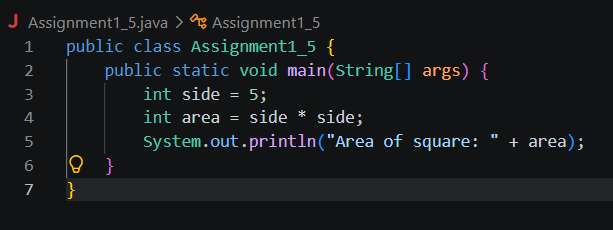 J Assignment1_5.java > Assignment1_5
1 public class Assignment1_5 {
2     public static void main(String[] args) {
3         int side = 5;
4         int area = side * side;
5         System.out.println("Area of square: " + area);
6     }
7 }